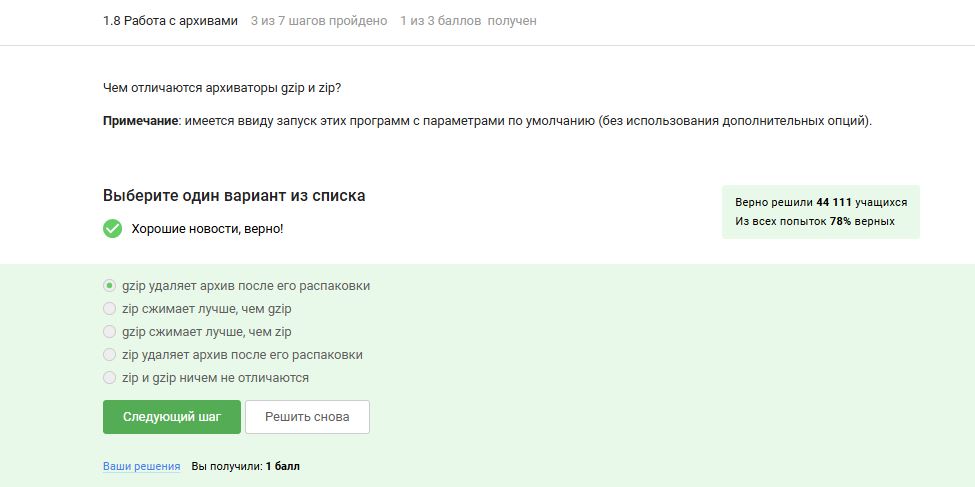 1.8 Работа с архивами 3 из 7 шагов пройдено 1 из 3 баллов получен
Чем отличаются архиваторы gzip и zip?
Примечание: имеется ввиду запуск этих программ с параметрами по умолчанию (без использования дополнительных опций).
Выберите один вариант из списка
Верно решили 44 111 учащихся
Из всех попыток 78% верных
Хорошие новости, верно!
gzip удаляет архив после его распаковки
zip сжимает лучше, чем gzip
gzip сжимает лучше, чем zip
zip удаляет архив после его распаковки
zip и gzip ничем не отличаются
Следующий шаг Решить снова
Ваши решения Вы получили: 1 балл